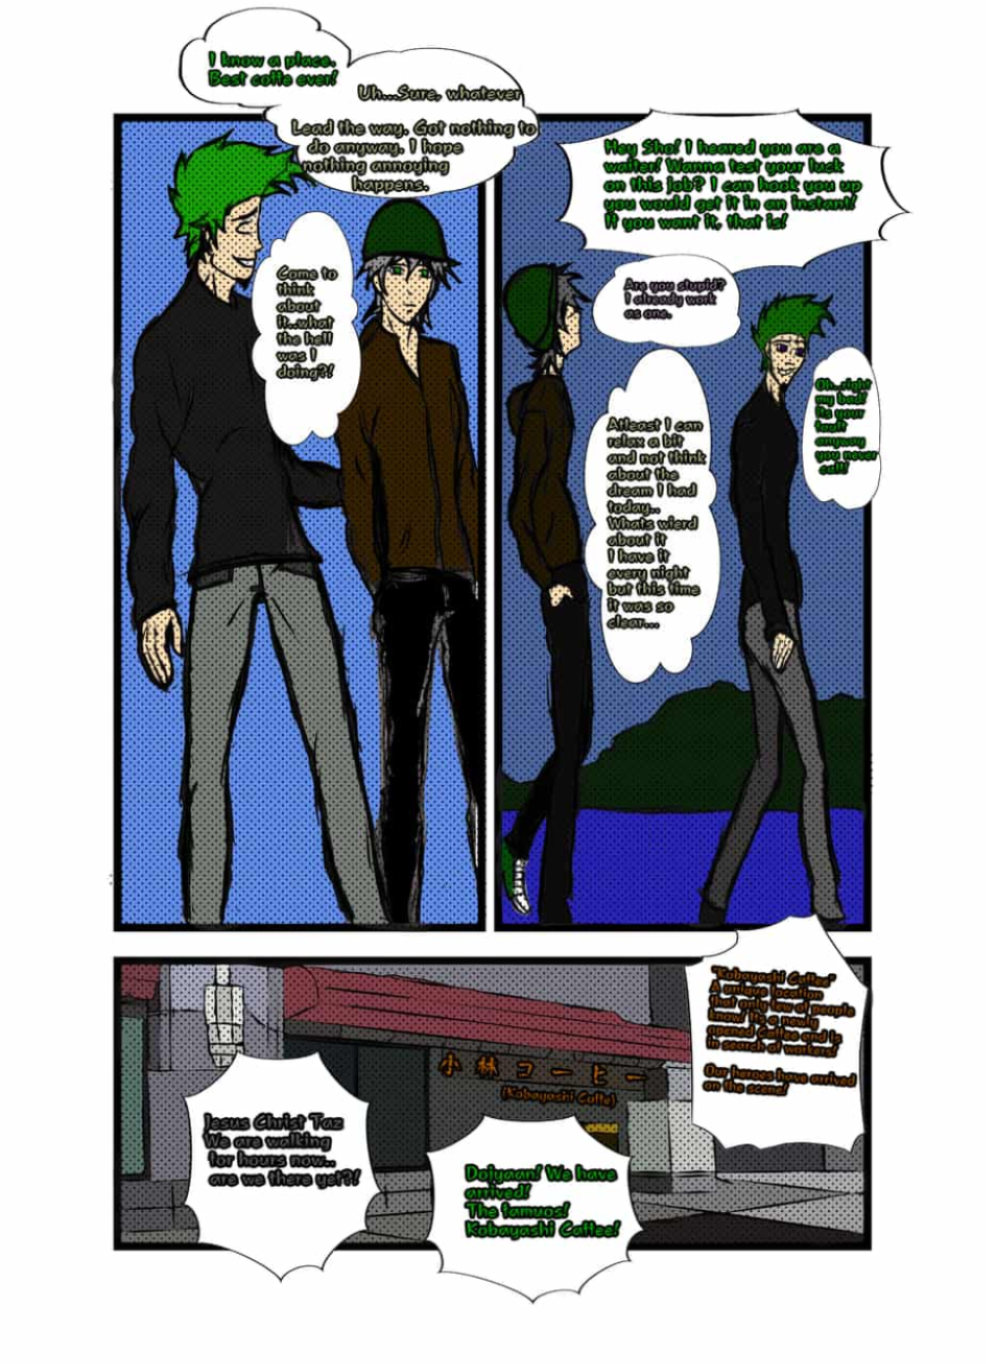 I know a place.
Best coffe ever!
Uh...Sure, whatever
Lead the way. Got nothing to
do anyway. I hope
nothing annoying
happens.
Come to
think
about
it..what
the hell
was I
doing?!
Hey Sho! I heared you are a
waiter! Wanna test your luck
on this job? I can hook you up
you would get it in an instant!
If you want it, that is!
Are you stupid?
I already work
as one.
Oh..right
my bad!
Its your
fault
anyway
you never
call!
Atleast I can
relax a bit
and not think
about the
dream I had
today..
Whats wierd
about it
I have it
every night
but this time
it was so
clear...
"Kobayashi Coffee"
A unique location
that only few of people
know! It's a newly
opened Coffee and is
in search of workers!
Our heroes have arrived
on the scene!
小林コーヒー
(Kobayashi Coffe)
Jesus Christ Taz
We are walking
for hours now..
are we there yet?!
Dojyaan! We have
arrived!
The famuos!
Kobayashi Coffee!